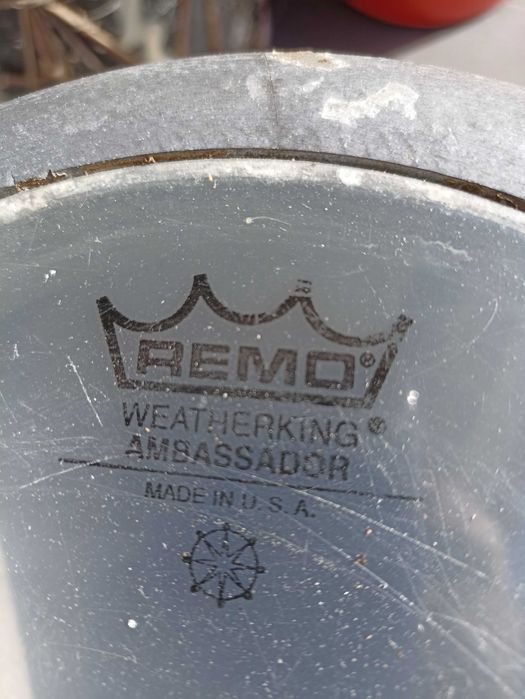 REMO®
WEATHERKING®
AMBASSADOR
MADE IN U. S. A.